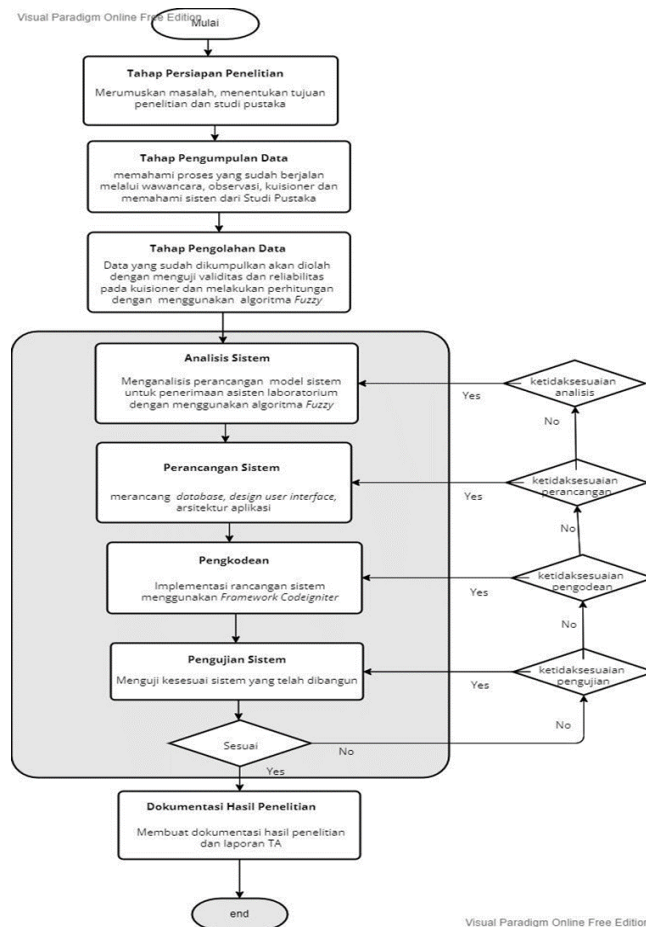 Visual Paradigm Online Free Edition
Mulai
Tahap Persiapan Penelitian
Merumuskan masalah, menentukan tujuan
penelitian dan studi pustaka
Tahap Pengumpulan Data
memahami proses yang sudah berjalan
melalui wawancara, observasi, kuisioner dan
memahami sisten dari Studi Pustaka
Tahap Pengolahan Data
Data yang sudah dikumpulkan akan diolah
dengan menguji validitas dan reliabilitas
pada kuisioner dan melakukan perhitungan
dengan menggunakan algoritma Fuzzy
Analisis Sistem
Menganalisis perancangan model sistem
untuk penerimaan asisten laboratorium
dengan menggunakan algoritma Fuzzy
Yes
ketidaksesuaian
analisis
No
Perancangan Sistem
merancang database, design user interface,
arsitektur aplikasi
Yes
ketidaksesuaian
perancangan
No
Pengkodean
Implementasi rancangan sistem
menggunakan Framework Codeigniter
Yes
ketidaksesuaian
pengodean
No
Pengujian Sistem
Menguji kesesuai sistem yang telah dibangun
Yes
ketidaksesuaian
pengujian
No
Sesuai
No
Yes
Dokumentasi Hasil Penelitian
Membuat dokumentasi hasil penelitian
dan laporan TA
end
Visual Paradigm Online Free Edition